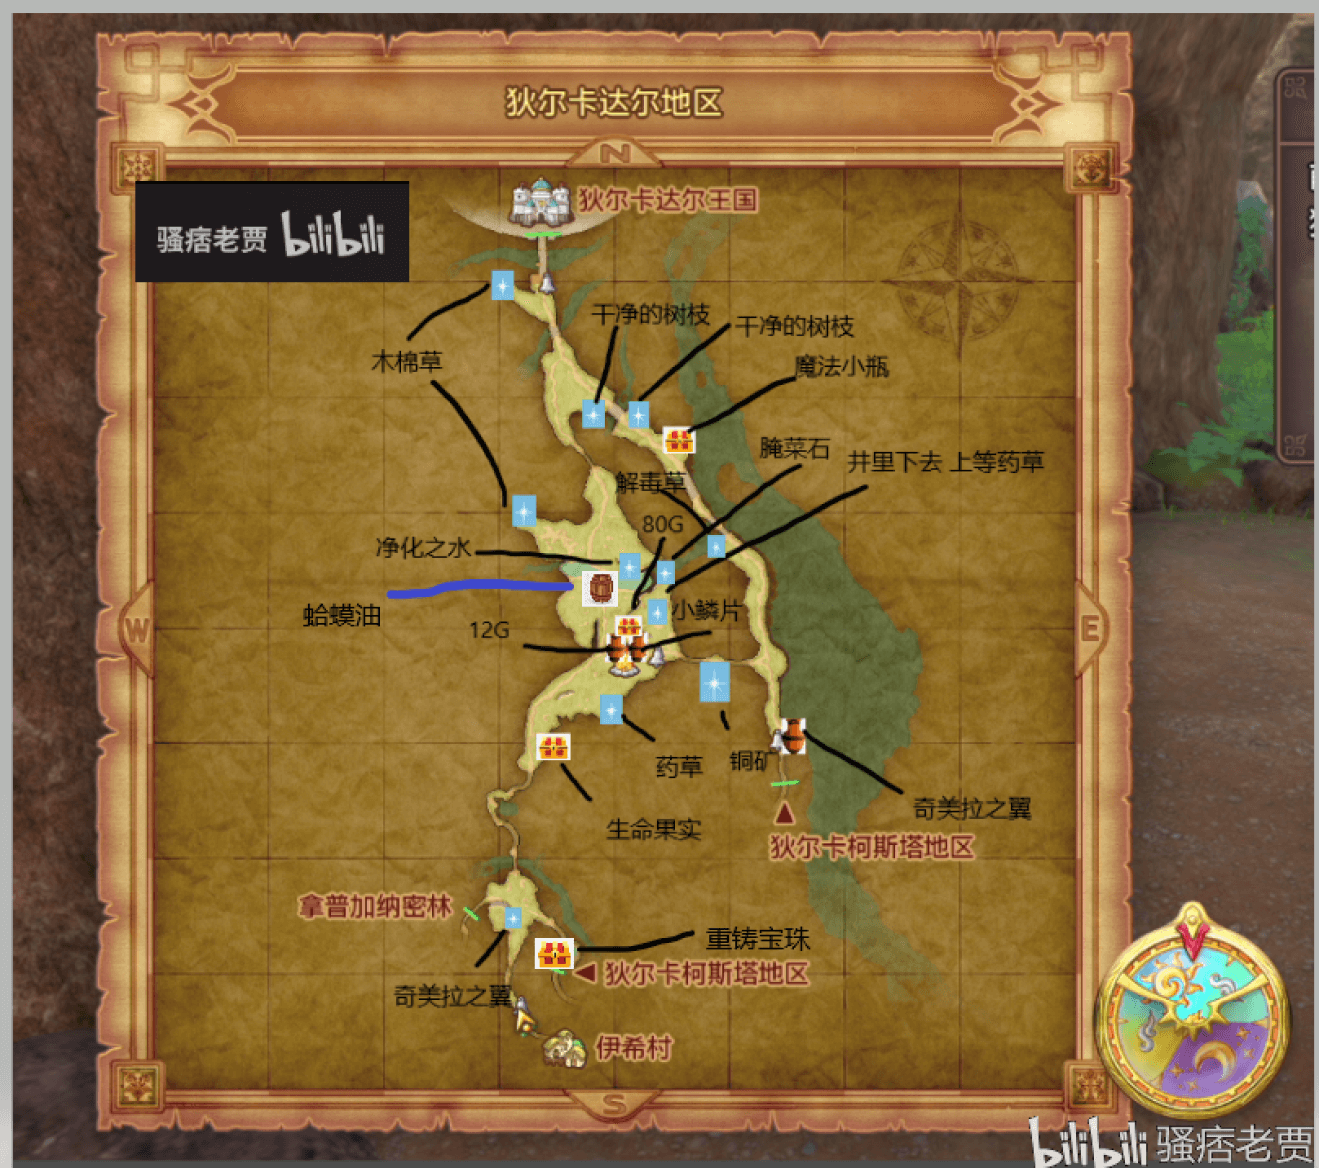 狄尔卡达尔地区
N
狄尔卡达尔王国
骚痞老贾 bilibili
干净的树枝
干净的树枝
木棉草
魔法小瓶
腌菜石
井里下去 上等药草
解毒草
80G
净化之水
蛤蟆油
小鳞片
12G
W
E
药草
铜矿
奇美拉之翼
生命果实
狄尔卡柯斯塔地区
拿普加纳密林
重铸宝珠
狄尔卡柯斯塔地区
奇美拉之翼
伊希村
S
bilibili 骚痞老贾